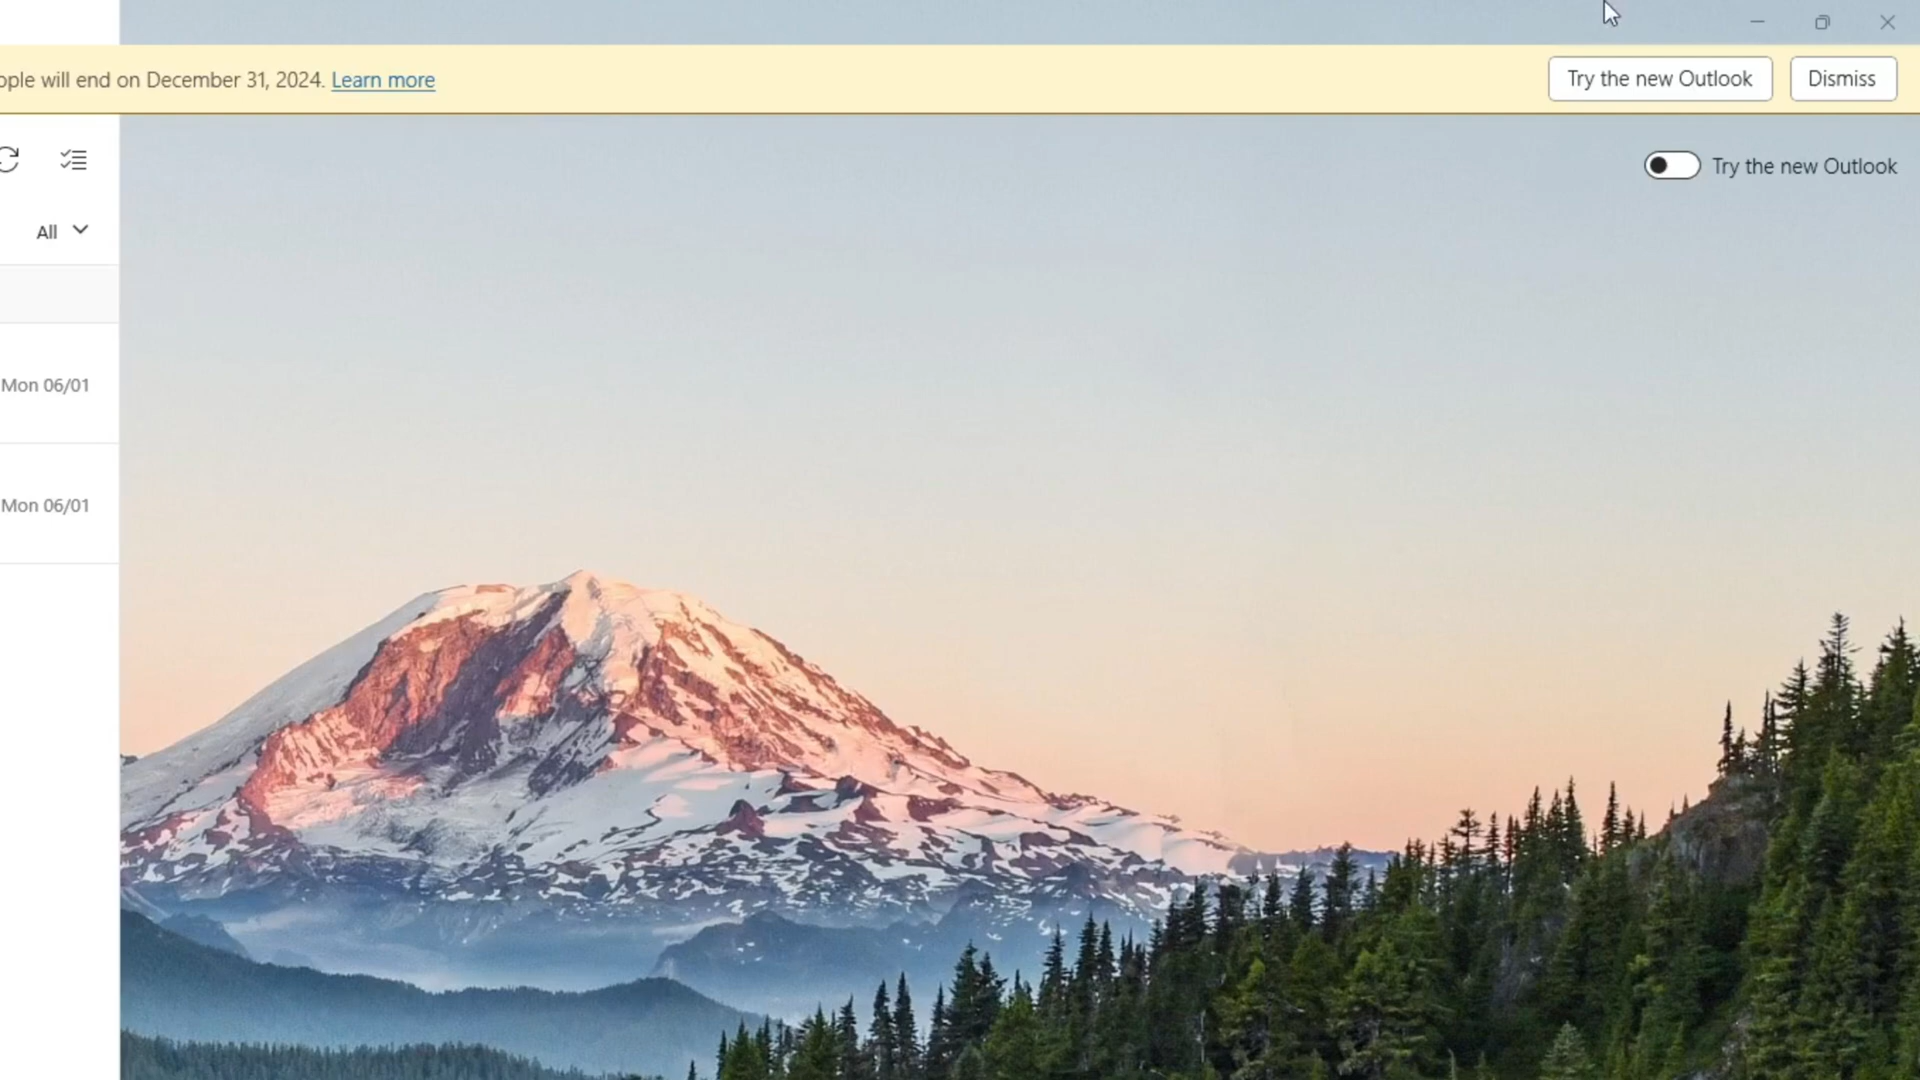 will end on December 31, 2024. Learn more
Try the new Outlook
Dismiss
Try the new Outlook
All
Mon 06/01
Mon 06/01